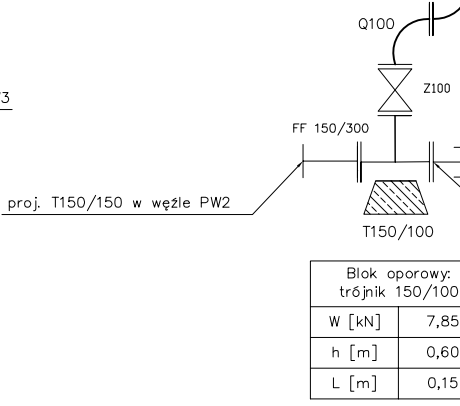 Q100
Z100
3
FF 150/300
proj. T150/150 w węźle PW2
T150/100
Blok oporowy:
trójnik 150/100
W [kN] 7,85
h [m] 0,60
L [m] 0,15